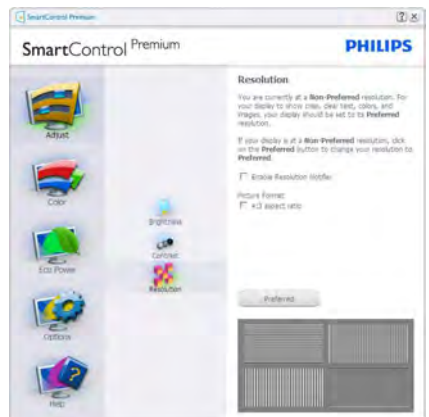 SmartControl Premium
SmartControl Premium
PHILIPS
Adjust
Color
Eco Power
Options
Help
Brightness
Contrast
Resolution
Resolution
You are currently at a Non-Preferred resolution. For
your display to show crisp, clear text, colors, and
images, your display should be set to its Preferred
resolution.
If your display is at a Non-Preferred resolution, click
on the Preferred button to change your resolution to
Preferred.
Enable Resolution Notifier
Picture Format
4:3 aspect ratio
Preferred